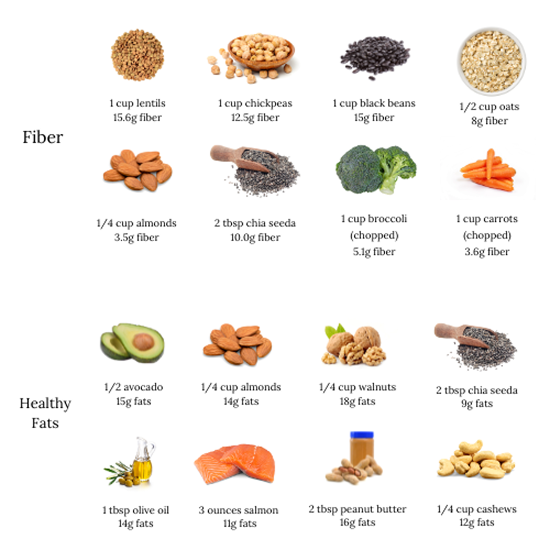 1 cup lentils
15.6g fiber
1 cup chickpeas
12.5g fiber
1 cup black beans
15g fiber
1/2 cup oats
8g fiber
Fiber
1/4 cup almonds
3.5g fiber
2 tbsp chia seeda
10.0g fiber
1 cup broccoli
(chopped)
5.1g fiber
1 cup carrots
(chopped)
3.6g fiber
1/2 avocado
15g fats
1/4 cup almonds
14g fats
1/4 cup walnuts
18g fats
2 tbsp chia seeda
9g fats
Healthy
Fats
1 tbsp olive oil
14g fats
3 ounces salmon
11g fats
2 tbsp peanut butter
16g fats
1/4 cup cashews
12g fats